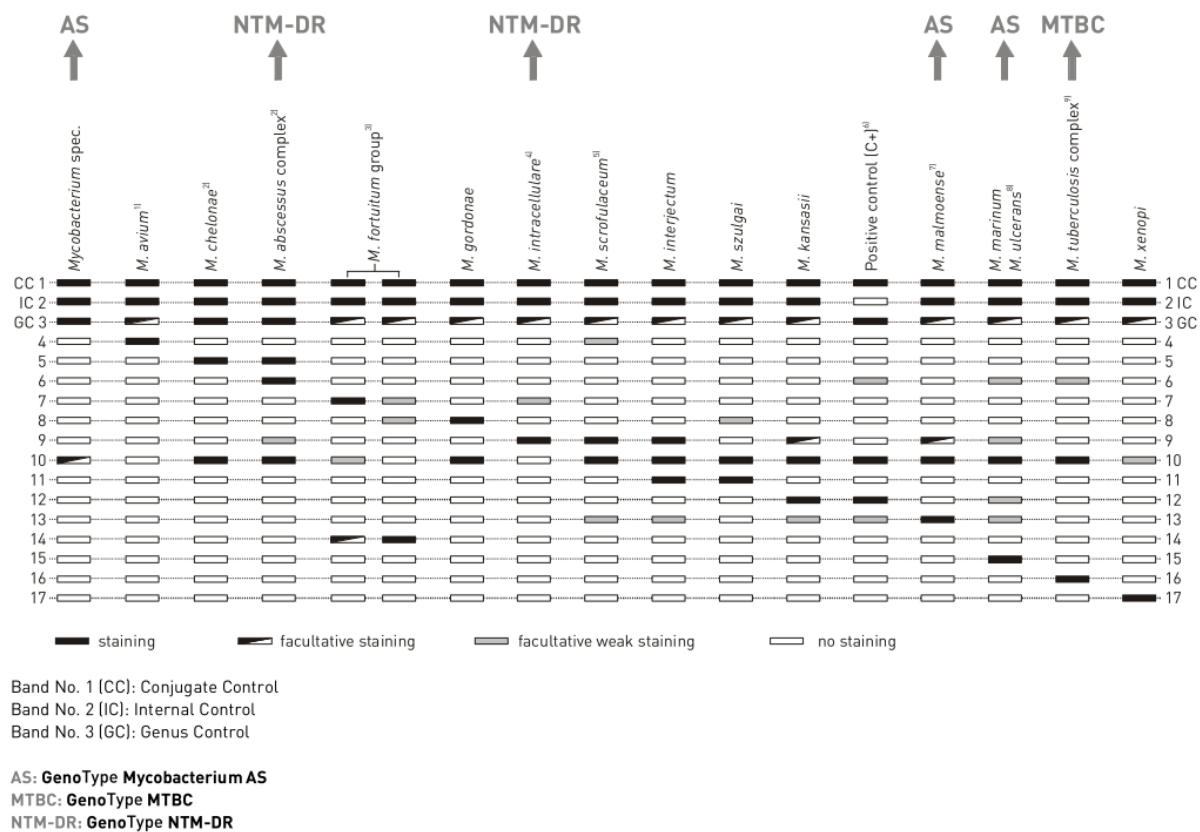 AS NTM-DR NTM-DR AS AS MTBC
Mycobacterium spec.
M. avium1)
M. chelonae2)
M. abscessus complex2)
M. fortuitum group3)
M. gordonae
M. intracellulare4)
M. scrofulaceum5)
M. interjectum
M. szulgai
M. kansasii
Positive control (C+)6)
M. malmoense7)
M. marinum
M. ulcerans8)
M. tuberculosis complex9)
M. xenopi
CC 1 1 CC
IC 2 2 IC
GC 3 3 GC
4 4
5 5
6 6
7 7
8 8
9 9
10 10
11 11
12 12
13 13
14 14
15 15
16 16
17 17
staining facultative staining facultative weak staining no staining
Band No. 1 (CC): Conjugate Control
Band No. 2 (IC): Internal Control
Band No. 3 (GC): Genus Control
AS: GenoType Mycobacterium AS
MTBC: GenoType MTBC
NTM-DR: GenoType NTM-DR